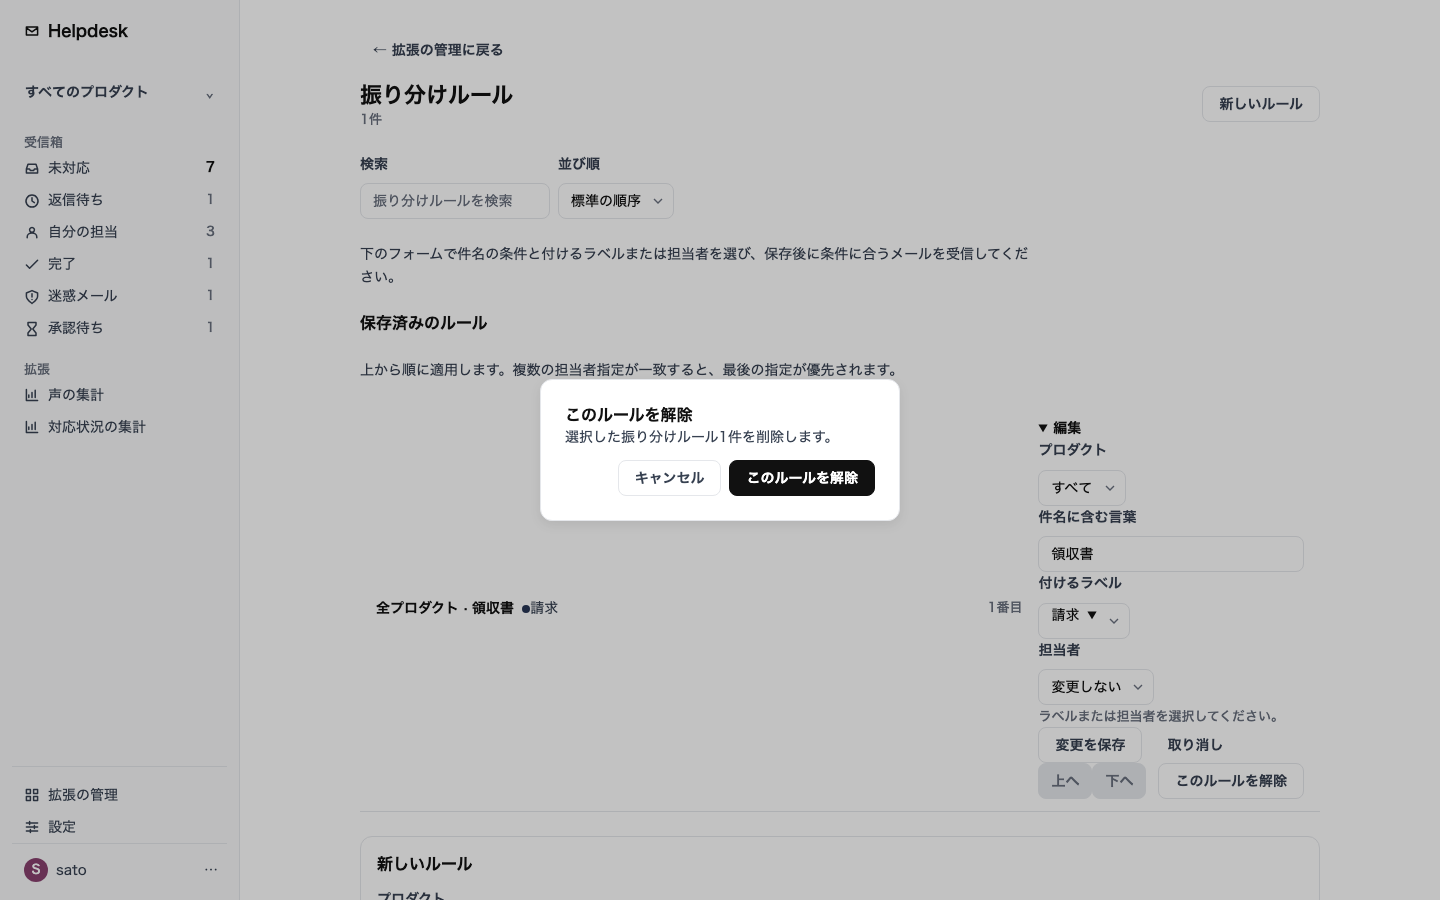 Helpdesk
すべてのプロダクト
受信箱
未対応 7
返信待ち 1
自分の担当 3
完了 1
迷惑メール 1
承認待ち 1
拡張
声の集計
対応状況の集計
拡張の管理
設定
S sato ...
← 拡張の管理に戻る
振り分けルール
1件
新しいルール
検索 並び順
振り分けルールを検索 標準の順序
下のフォームで件名の条件と付けるラベルまたは担当者を選び、保存後に条件に合うメールを受信してくだ
さい。
保存済みのルール
上から順に適用します。複数の担当者指定が一致すると、最後の指定が優先されます。
このルールを解除
選択した振り分けルール1件を削除します。
キャンセル このルールを解除
全プロダクト · 領収書 ●請求 1番目
▼ 編集
プロダクト
すべて
件名に含む言葉
領収書
付けるラベル
請求 ▼
担当者
変更しない
ラベルまたは担当者を選択してください。
変更を保存 取り消し
上へ 下へ このルールを解除
新しいルール
プロダクト